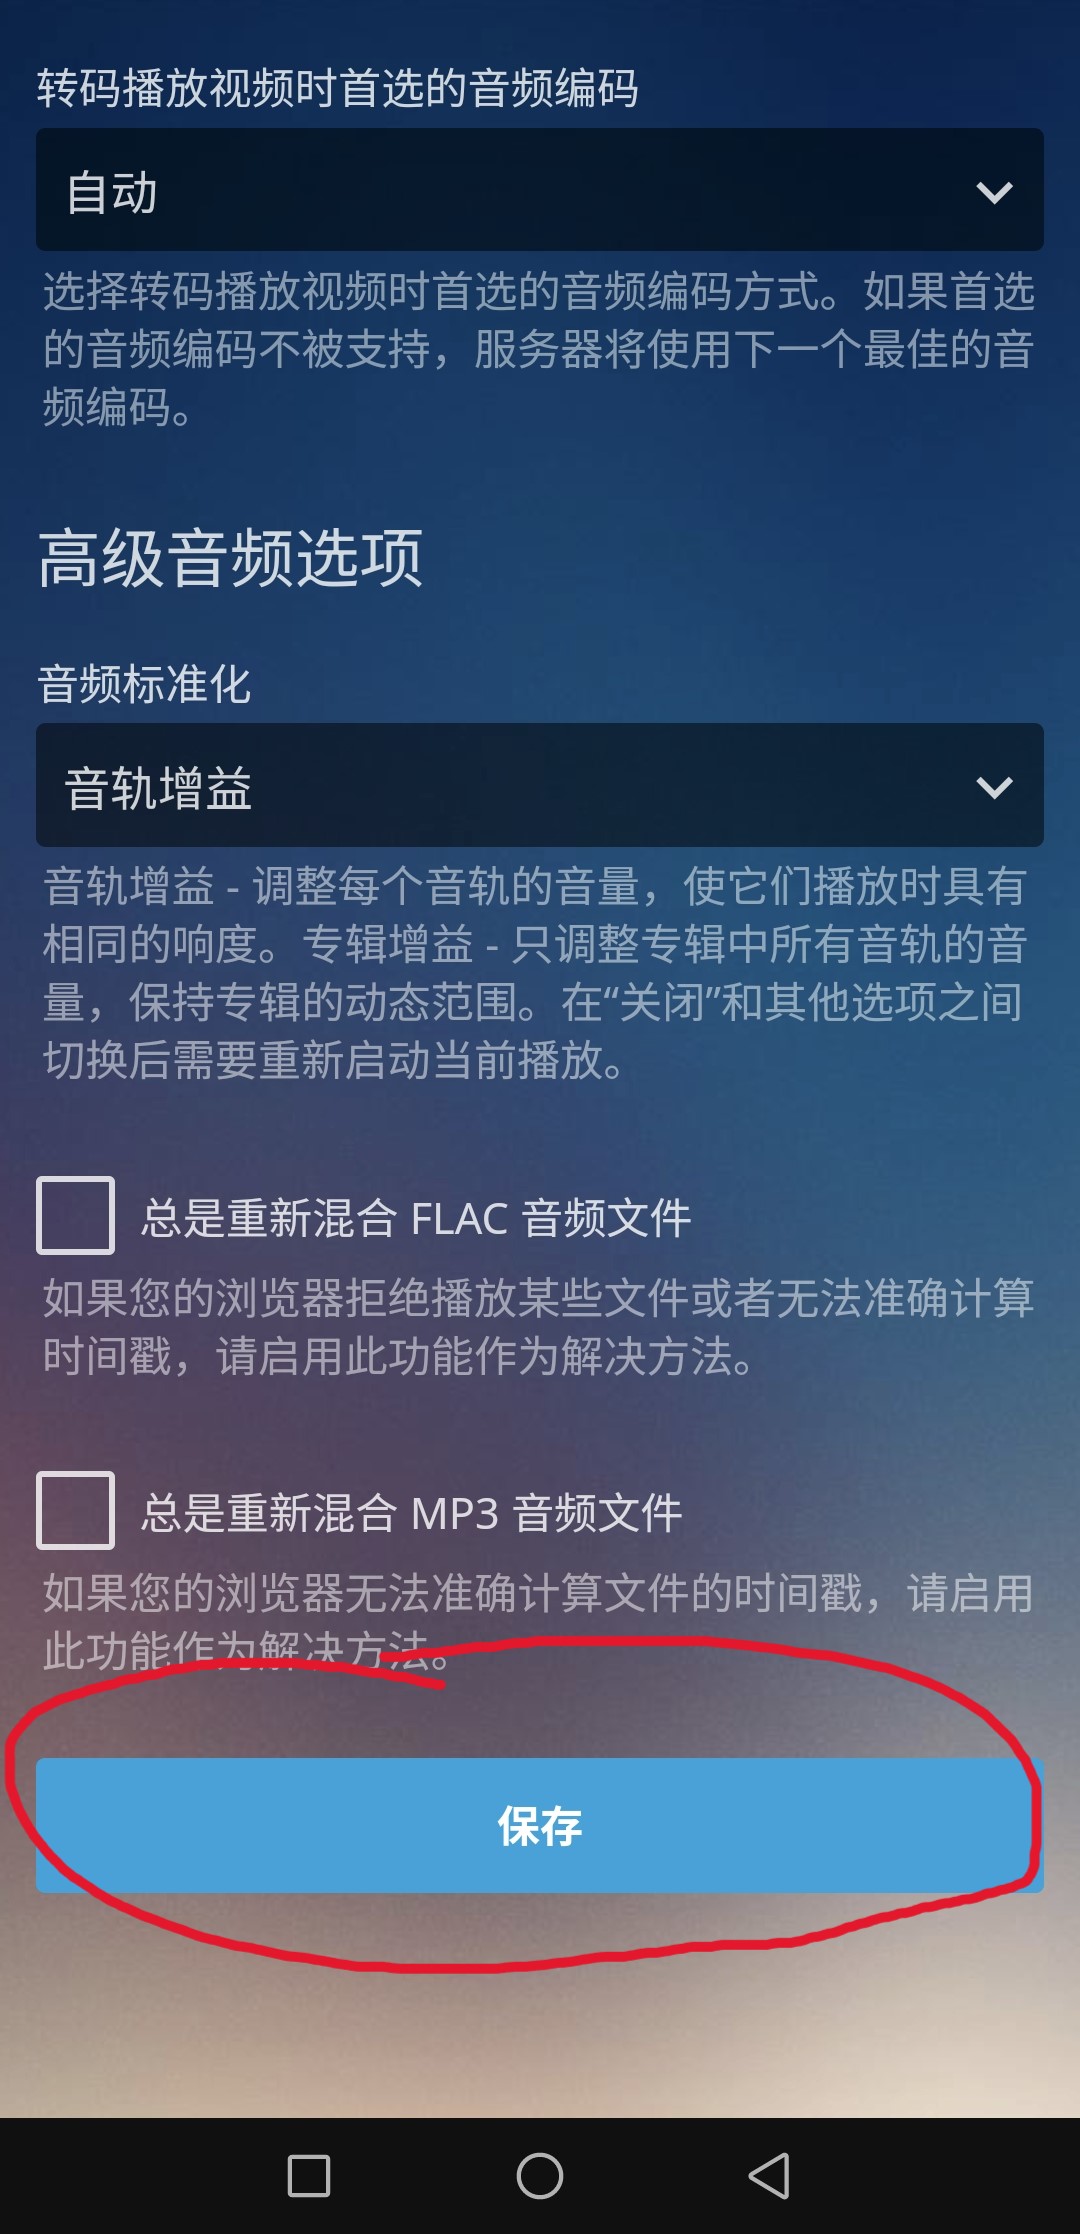 转码播放视频时首选的音频编码
自动
选择转码播放视频时首选的音频编码方式。如果首选
的音频编码不被支持，服务器将使用下一个最佳的音
频编码。
高级音频选项
音频标准化
音轨增益
音轨增益 - 调整每个音轨的音量，使它们播放时具有
相同的响度。专辑增益 - 只调整专辑中所有音轨的音
量，保持专辑的动态范围。在“关闭”和其他选项之间
切换后需要重新启动当前播放。
总是重新混合 FLAC 音频文件
如果您的浏览器拒绝播放某些文件或者无法准确计算
时间戳，请启用此功能作为解决方法。
总是重新混合 MP3 音频文件
如果您的浏览器无法准确计算文件的时间戳，请启用
此功能作为解决方法。
保存